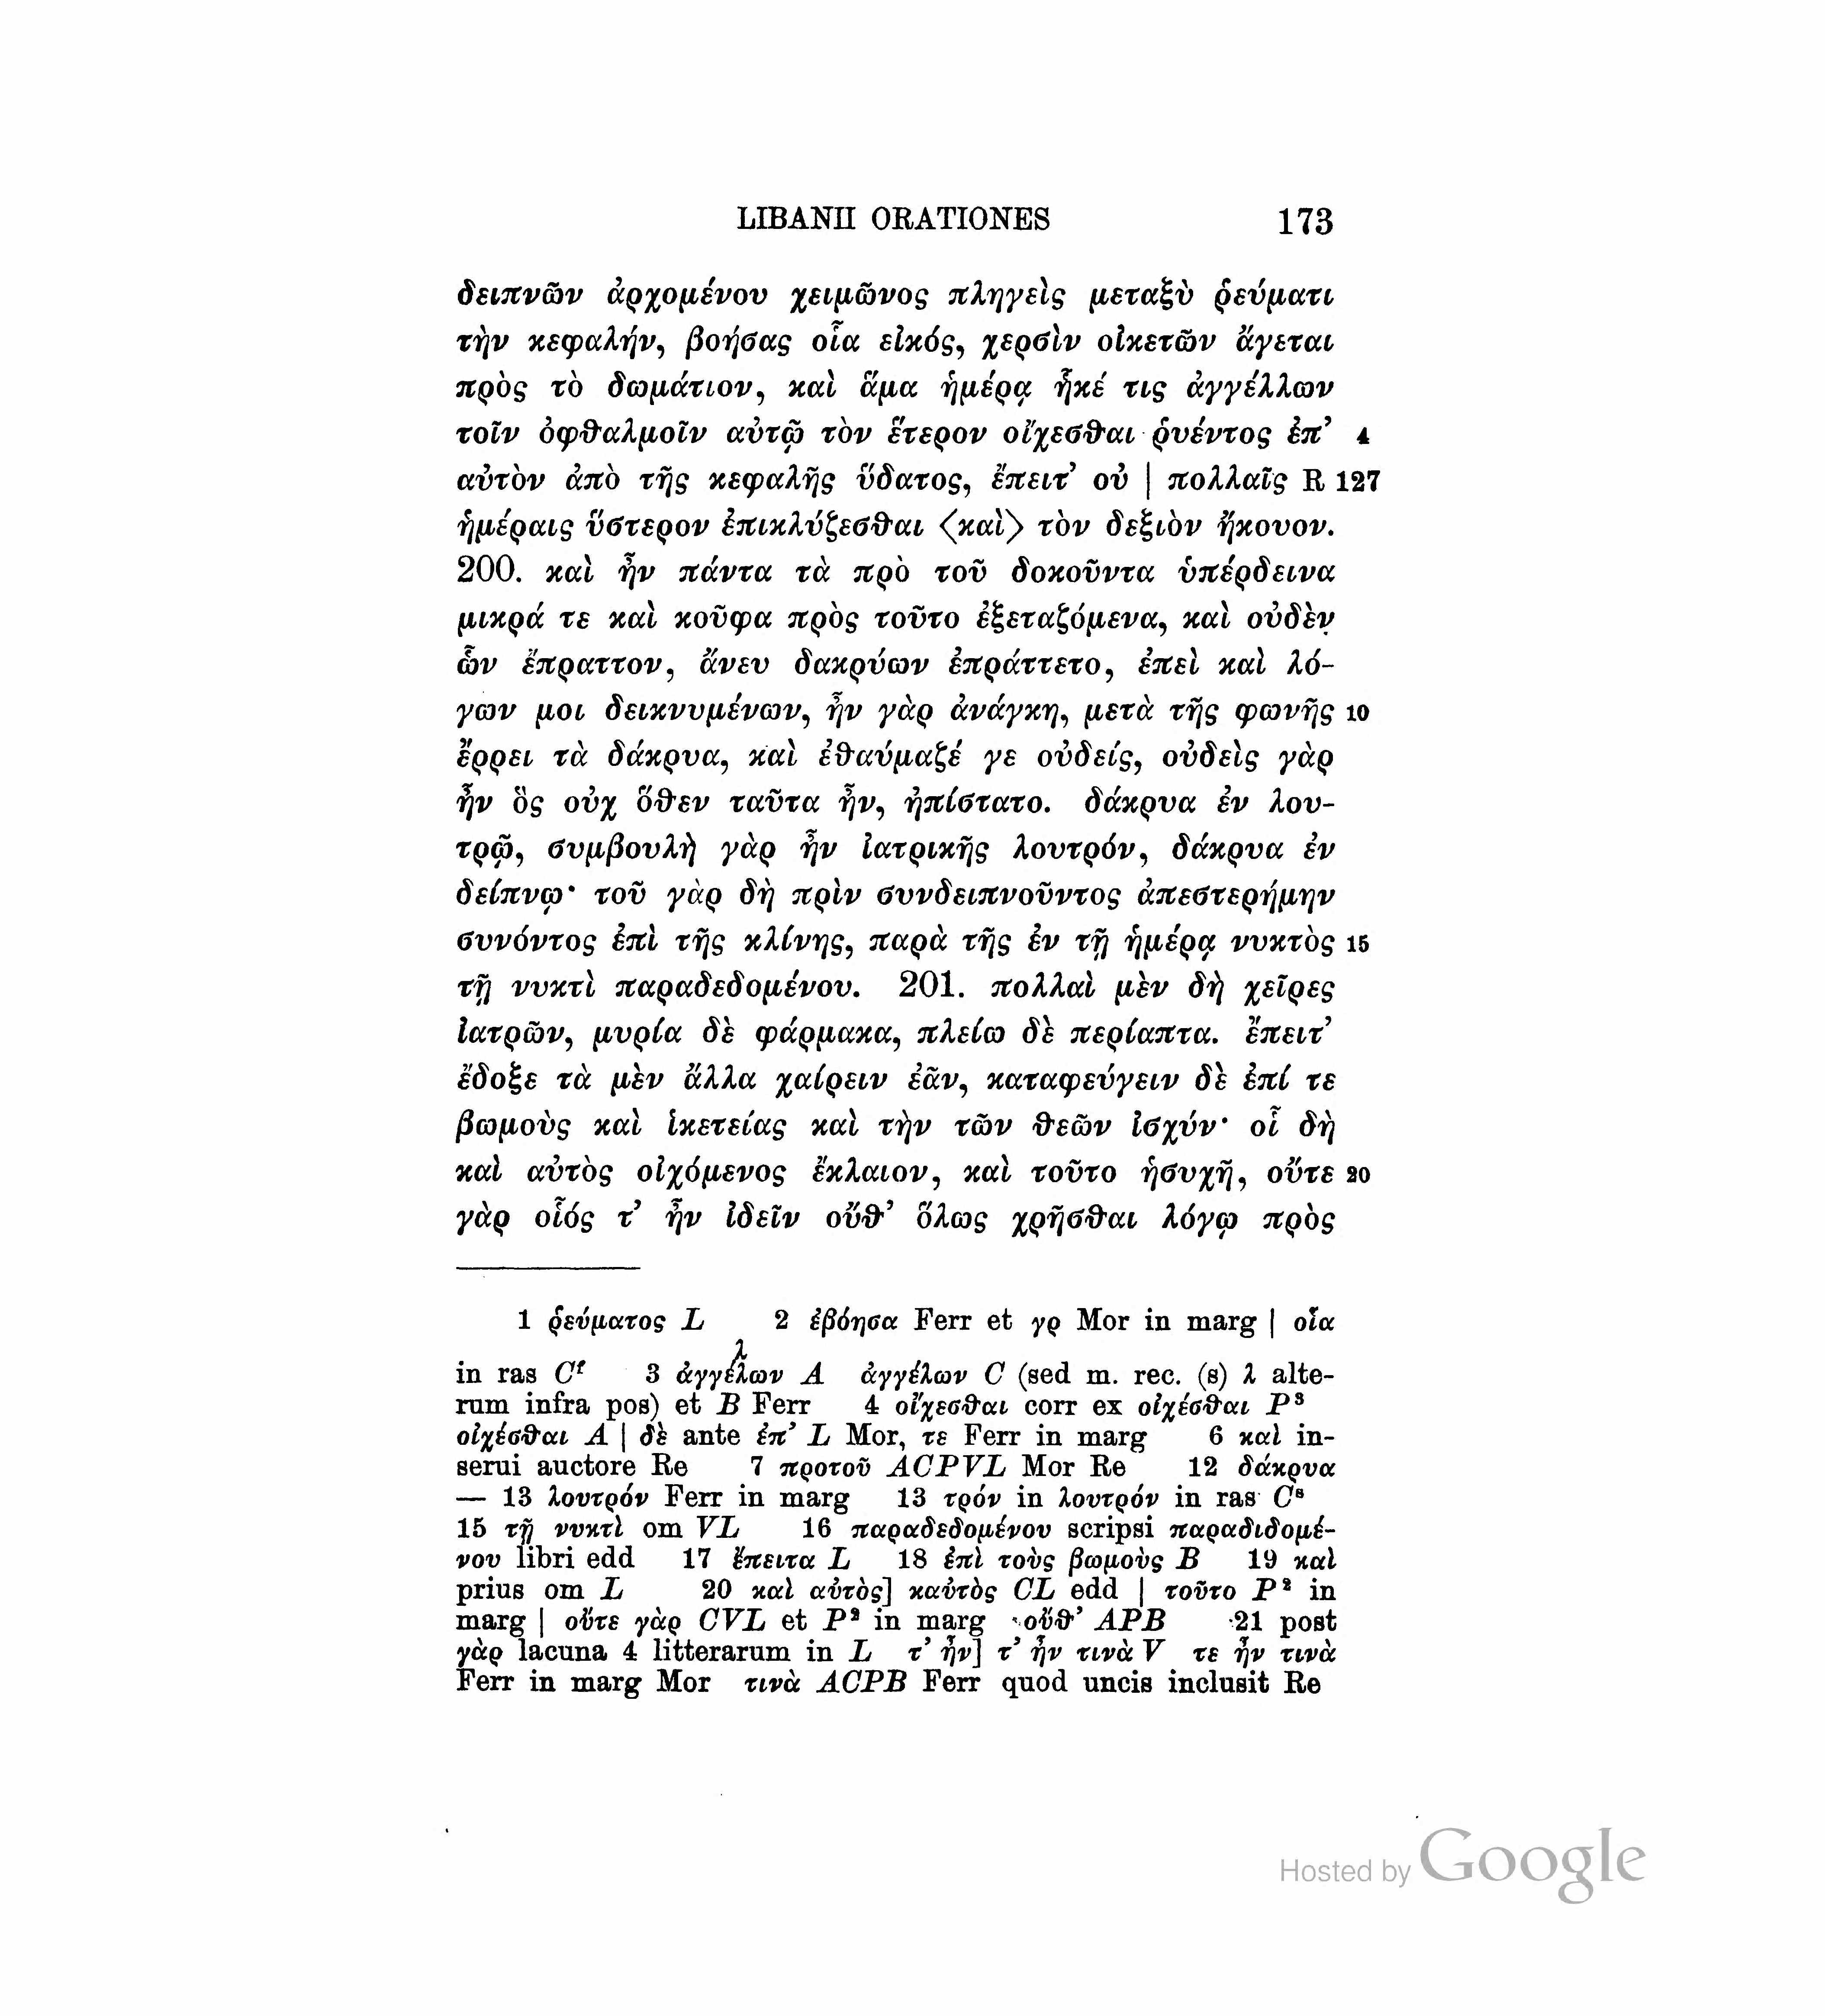 LIBANII ORATIONES 173
δειπνῶν ἀρχομένου χειμῶνος πληγεὶς μεταξὺ ῥεύματι
τὴν κεφαλήν, βοήσας οἷα εἰκός, χερσὶν οἰκετῶν ἄγεται
πρὸς τὸ δωμάτιον, καὶ ἅμα ἡμέρᾳ ἧκέ τις ἀγγέλλων
τοῖν ὀφθαλμοῖν αὐτῷ τὸν ἕτερον οἴχεσθαι ῥυέντος ἐπ’ 4
αὐτὸν ἀπὸ τῆς κεφαλῆς ὕδατος, ἔπειτ’ οὐ | πολλαῖς R 127
ἡμέραις ὕστερον ἐπικλύζεσθαι ⟨καὶ⟩ τὸν δεξιὸν ἤκουον.
200. καὶ ἦν πάντα τὰ πρὸ τοῦ δοκοῦντα ὑπέρδεινα
μικρά τε καὶ κοῦφα πρὸς τοῦτο ἐξεταζόμενα, καὶ οὐδὲν
ὧν ἔπραττον, ἄνευ δακρύων ἐπράττετο, ἐπεὶ καὶ λό-
γων μοι δεικνυμένων, ἦν γὰρ ἀνάγκη, μετὰ τῆς φωνῆς 10
ἔρρει τὰ δάκρυα, καὶ ἐθαύμαζέ γε οὐδείς, οὐδεὶς γὰρ
ἦν ὃς οὐχ ὅθεν ταῦτα ἦν, ἠπίστατο. δάκρυα ἐν λου-
τρῷ, συμβουλὴ γὰρ ἦν ἰατρικῆς λουτρόν, δάκρυα ἐν
δείπνῳ· τοῦ γὰρ δὴ πρὶν συνδειπνοῦντος ἀπεστερήμην
συνόντος ἐπὶ τῆς κλίνης, παρὰ τῆς ἐν τῇ ἡμέρᾳ νυκτὸς 15
τῇ νυκτὶ παραδεδομένου. 201. πολλαὶ μὲν δὴ χεῖρες
ἰατρῶν, μυρία δὲ φάρμακα, πλείω δὲ περίαπτα. ἔπειτ’
ἔδοξε τὰ μὲν ἄλλα χαίρειν ἐᾶν, καταφεύγειν δὲ ἐπί τε
βωμοὺς καὶ ἱκετείας καὶ τὴν τῶν θεῶν ἰσχύν· οἷ δὴ
καὶ αὐτὸς οἰχόμενος ἔκλαιον, καὶ τοῦτο ἡσυχῆ, οὔτε 20
γὰρ οἷός τ’ ἦν ἰδεῖν οὔθ’ ὅλως χρῆσθαι λόγῳ πρὸς
1 ῥεύματος L 2 ἐβόησα Ferr et γρ Mor in marg | οἷα
in ras Cᶠ 3 ἀγγέλων A ἀγγέλων C (sed m. rec. (s) λ alte-
rum infra pos) et B Ferr 4 οἴχεσθαι corr ex οἰχέσθαι P³
οἰχέσθαι A | δὲ ante ἐπ’ L Mor, τε Ferr in marg 6 καὶ in-
serui auctore Re 7 προτοῦ ACPVL Mor Re 12 δάκρυα
— 13 λουτρόν Ferr in marg 13 τρόν in λουτρόν in ras Cˢ
15 τῇ νυκτὶ om VL 16 παραδεδομένου scripsi παραδιδομέ-
νου libri edd 17 ἔπειτα L 18 ἐπὶ τοὺς βωμοὺς B 19 καὶ
prius om L 20 καὶ αὐτὸς] καὐτὸς CL edd | τοῦτο P² in
marg | οὔτε γὰρ CVL et P² in marg οὔθ’ APB 21 post
γὰρ lacuna 4 litterarum in L τ’ ἦν] τ’ ἦν τινὰ V τε ἦν τινὰ
Ferr in marg Mor τινὰ ACPB Ferr quod uncis inclusit Re
Hosted by Google